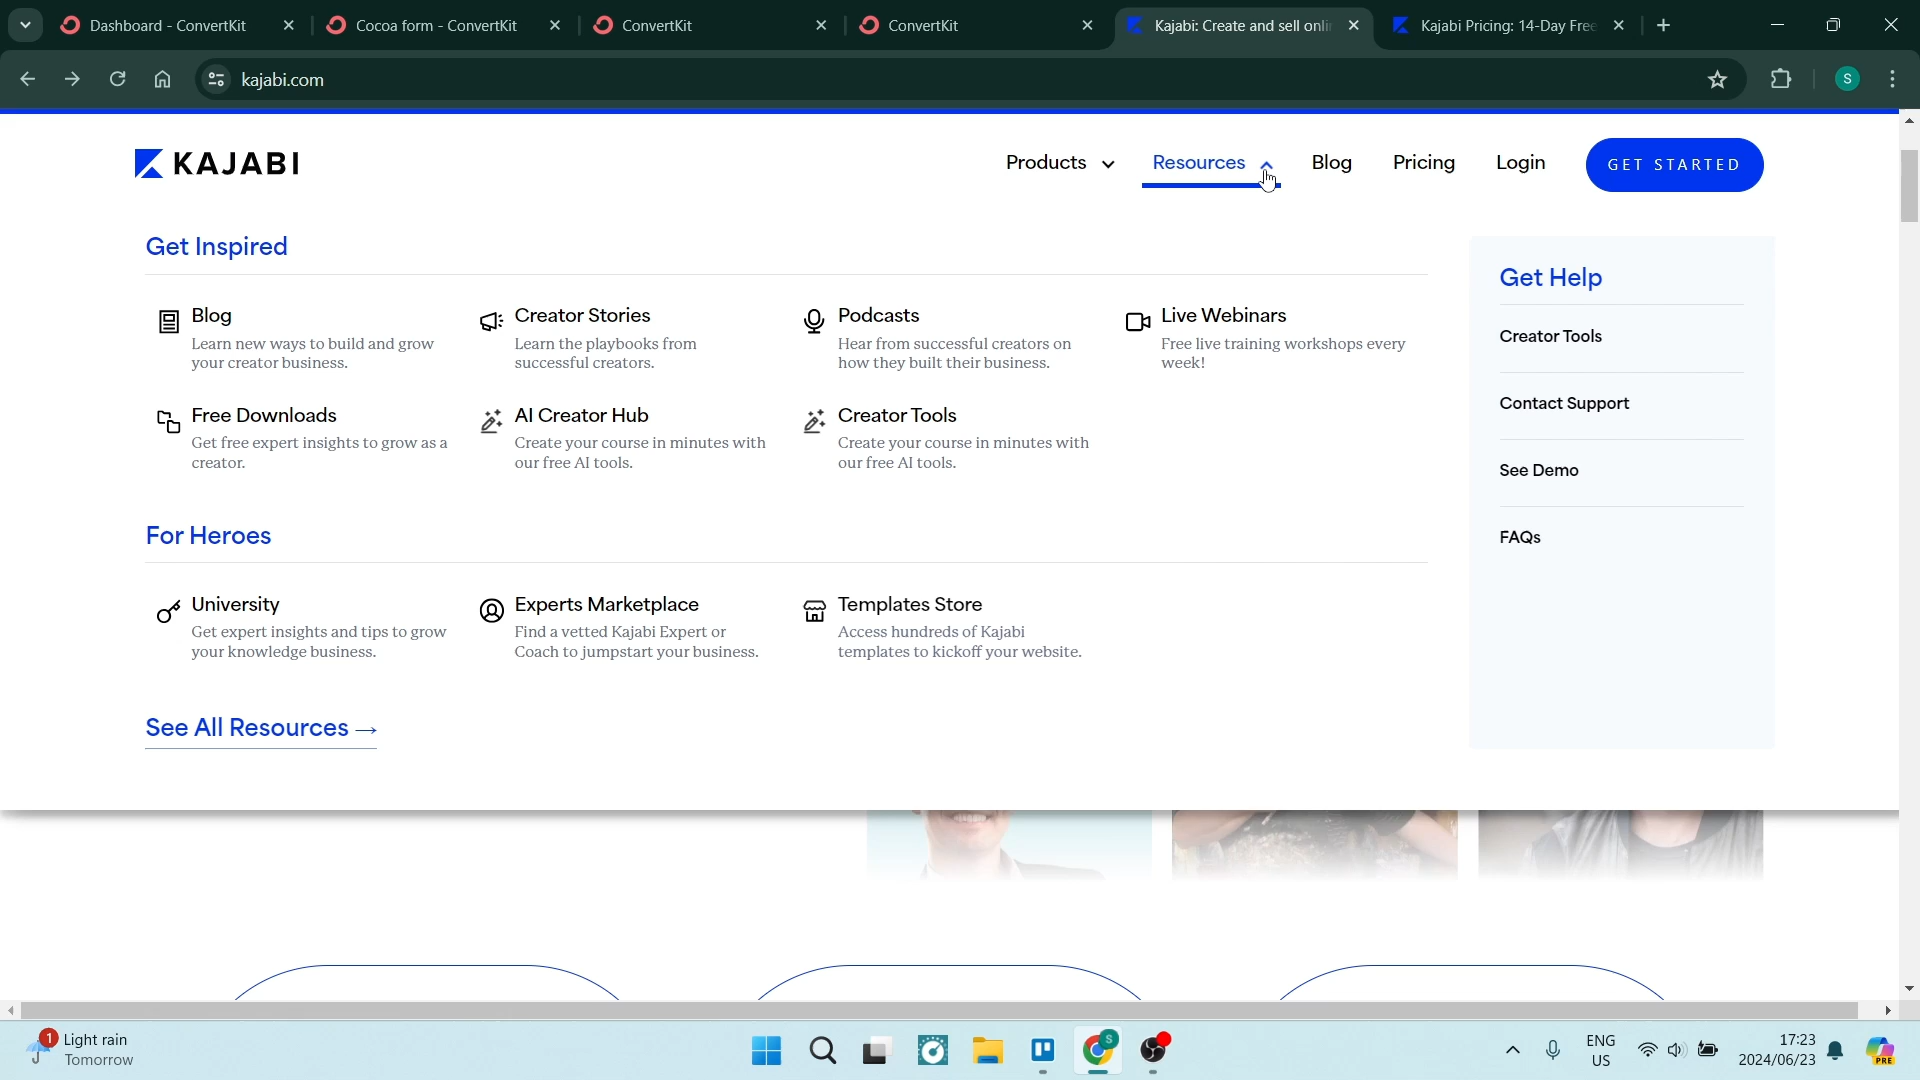 Dashboard - ConvertKit
Cocoa form - ConvertKit
ConvertKit
ConvertKit
Kajabi: Create and sell onli
Kajabi Pricing: 14-Day Free
kajabi.com
S
KAJABI
Products
Resources
Blog
Pricing
Login
GET STARTED
Get Inspired
Blog
Learn new ways to build and grow
your creator business.
Creator Stories
Learn the playbooks from
successful creators.
Podcasts
Hear from successful creators on
how they built their business.
Live Webinars
Free live training workshops every
week!
Free Downloads
Get free expert insights to grow as a
creator.
AI Creator Hub
Create your course in minutes with
our free AI tools.
Creator Tools
Create your course in minutes with
our free AI tools.
For Heroes
University
Get expert insights and tips to grow
your knowledge business.
Experts Marketplace
Find a vetted Kajabi Expert or
Coach to jumpstart your business.
Templates Store
Access hundreds of Kajabi
templates to kickoff your website.
See All Resources →
Get Help
Creator Tools
Contact Support
See Demo
FAQs
1
Light rain
Tomorrow
S
ENG
US
17:23
2024/06/23
PRE